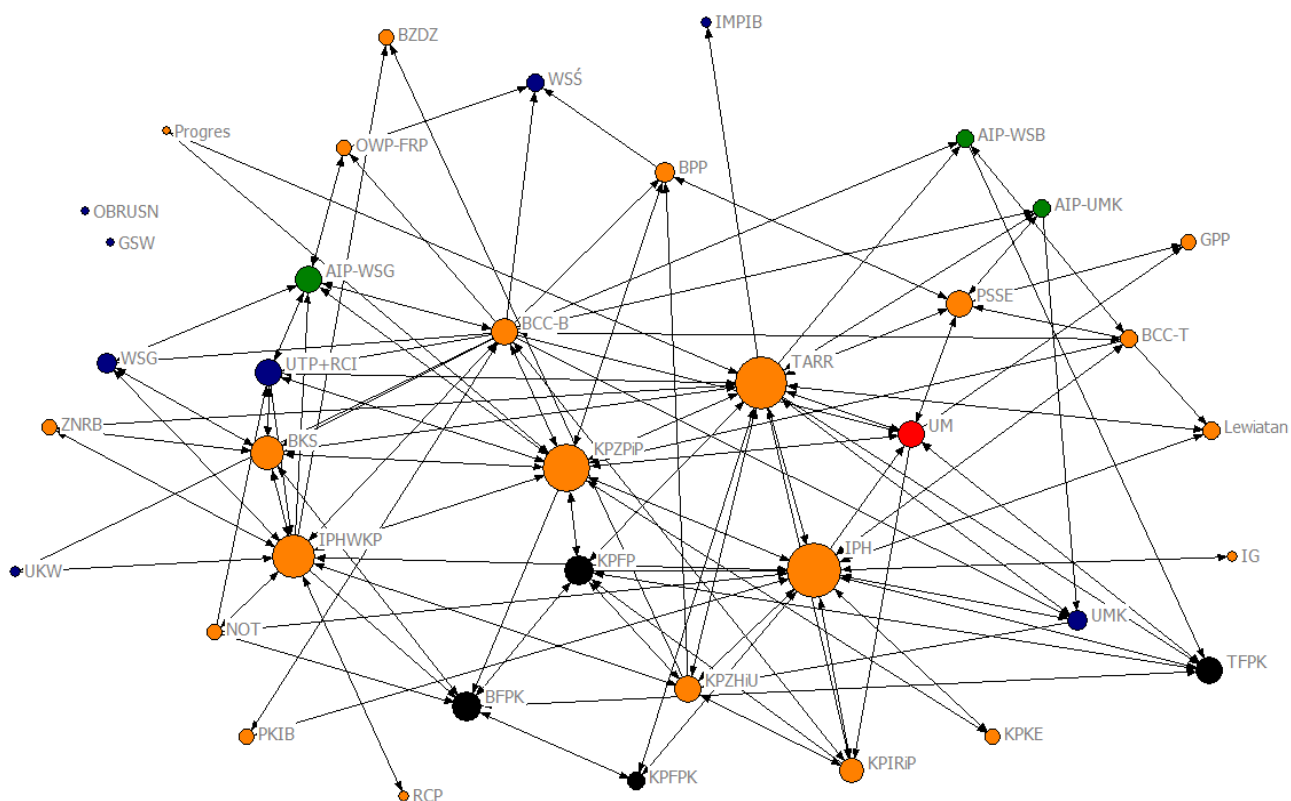 IMPIB
BZDZ
WSŚ
Progres
OWP-FRP
AIP-WSB
BPP
AIP-UMK
OBRUSN
GSW
GPP
AIP-WSG
PSSE
BCC-B
BCC-T
WSG
UTP+RCI
TARR
ZNRB
UM
Lewiatan
BKS
KPZPiP
IPHWKP
IPH
IG
KPFP
UKW
UMK
NOT
TFPK
KPZHiU
BFPK
PKIB
KPKE
KPIRiP
KPFPK
RCP